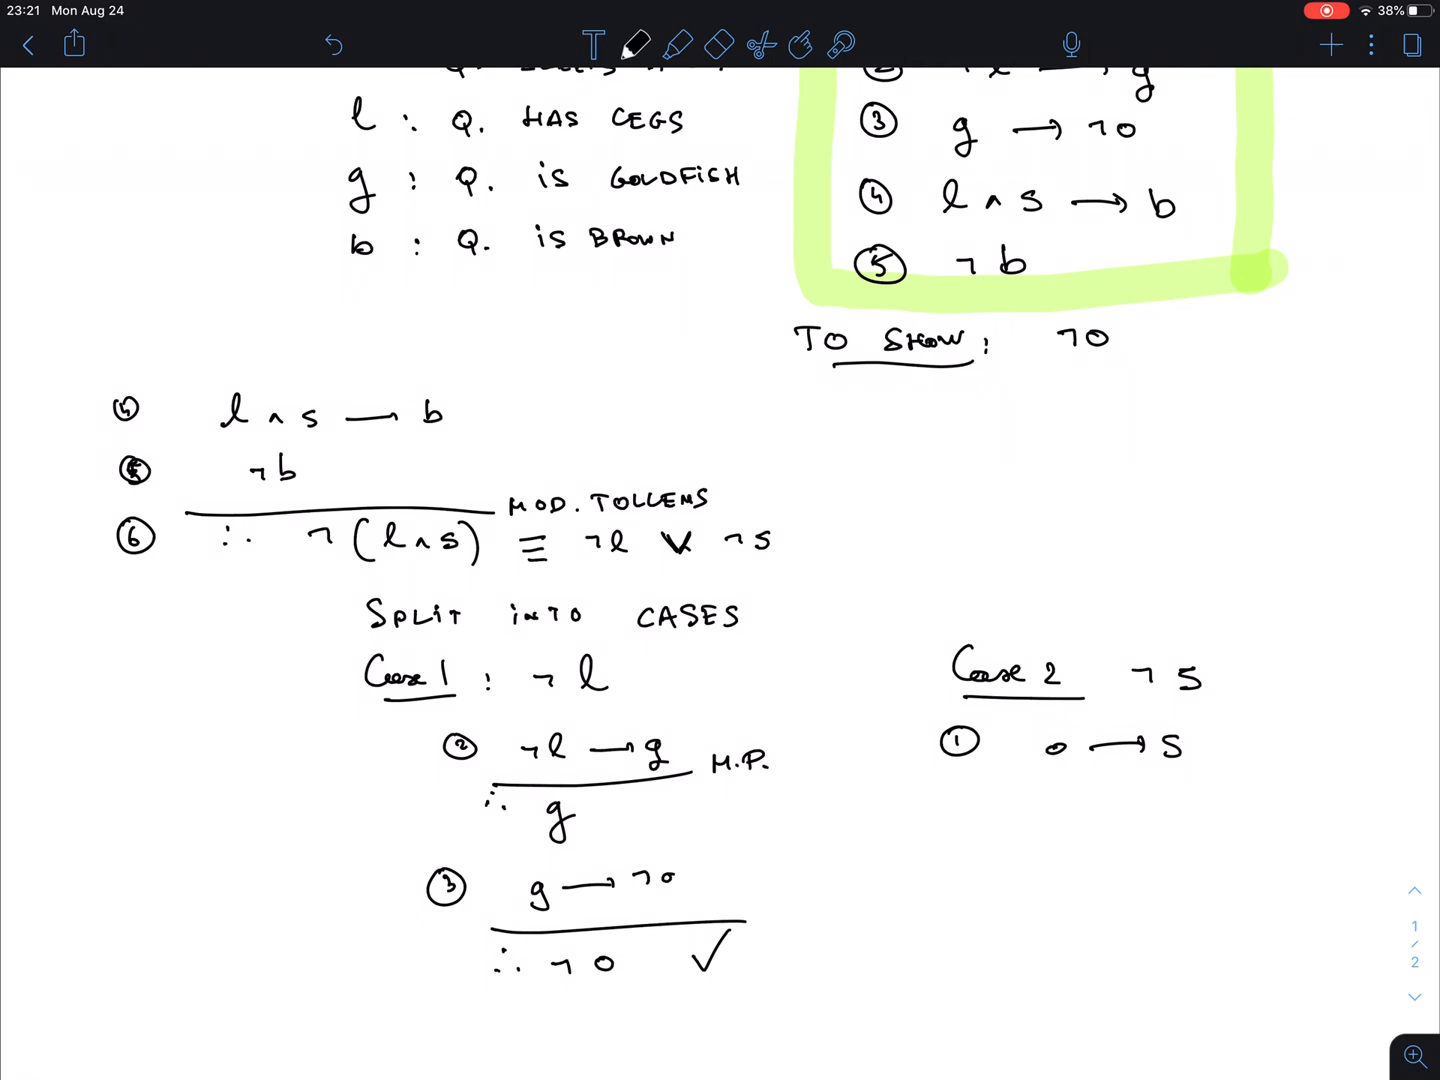 23:21 Mon Aug 24
38%
l : Q. HAS LEGS
g : Q. is GOLDFiSH
b : Q. is BROWN
② ¬l → g
③ g → ¬o
④ l ∧ s → b
⑤ ¬b
TO SHOW: ¬o
④ l ∧ s → b
⑤ ¬b
MOD. TOLLENS
⑥ ∴ ¬(l ∧ s) ≡ ¬l ∨ ¬s
SPLiT iNTO CASES
Case 1 : ¬l
② ¬l → g M.P.
∴ g
③ g → ¬o
∴ ¬o ✓
Case 2 ¬s
① o → s
1
/
2